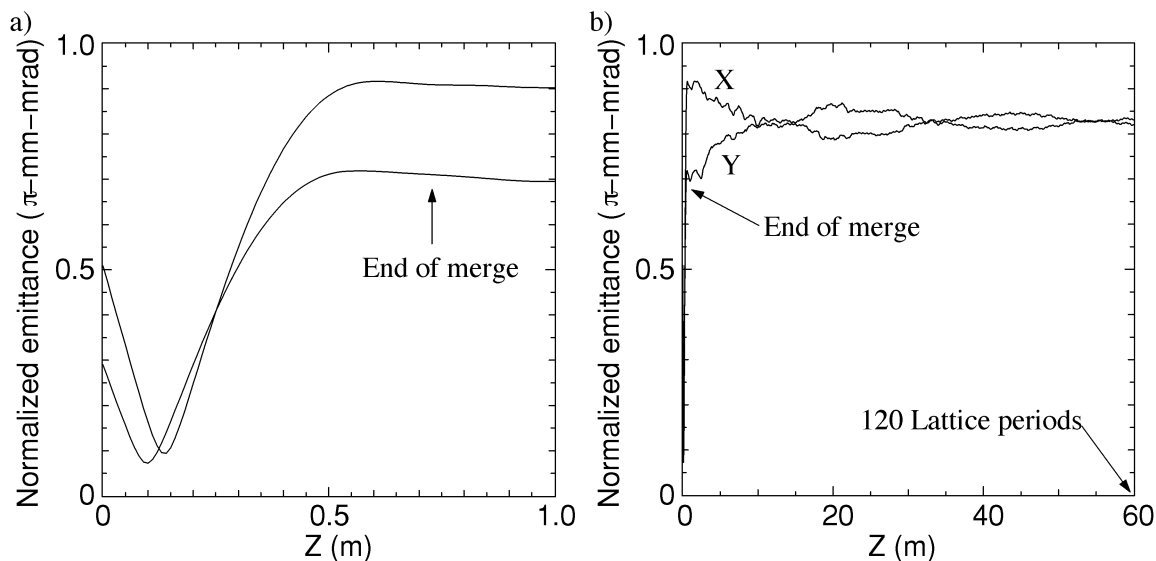 a)
Normalized emittance ( π-mm-mrad)
1.0
0.5
0
End of merge
0
0.5
1.0
Z (m)
b)
Normalized emittance ( π-mm-mrad)
1.0
0.5
0
X
Y
End of merge
120 Lattice periods
0
20
40
60
Z (m)